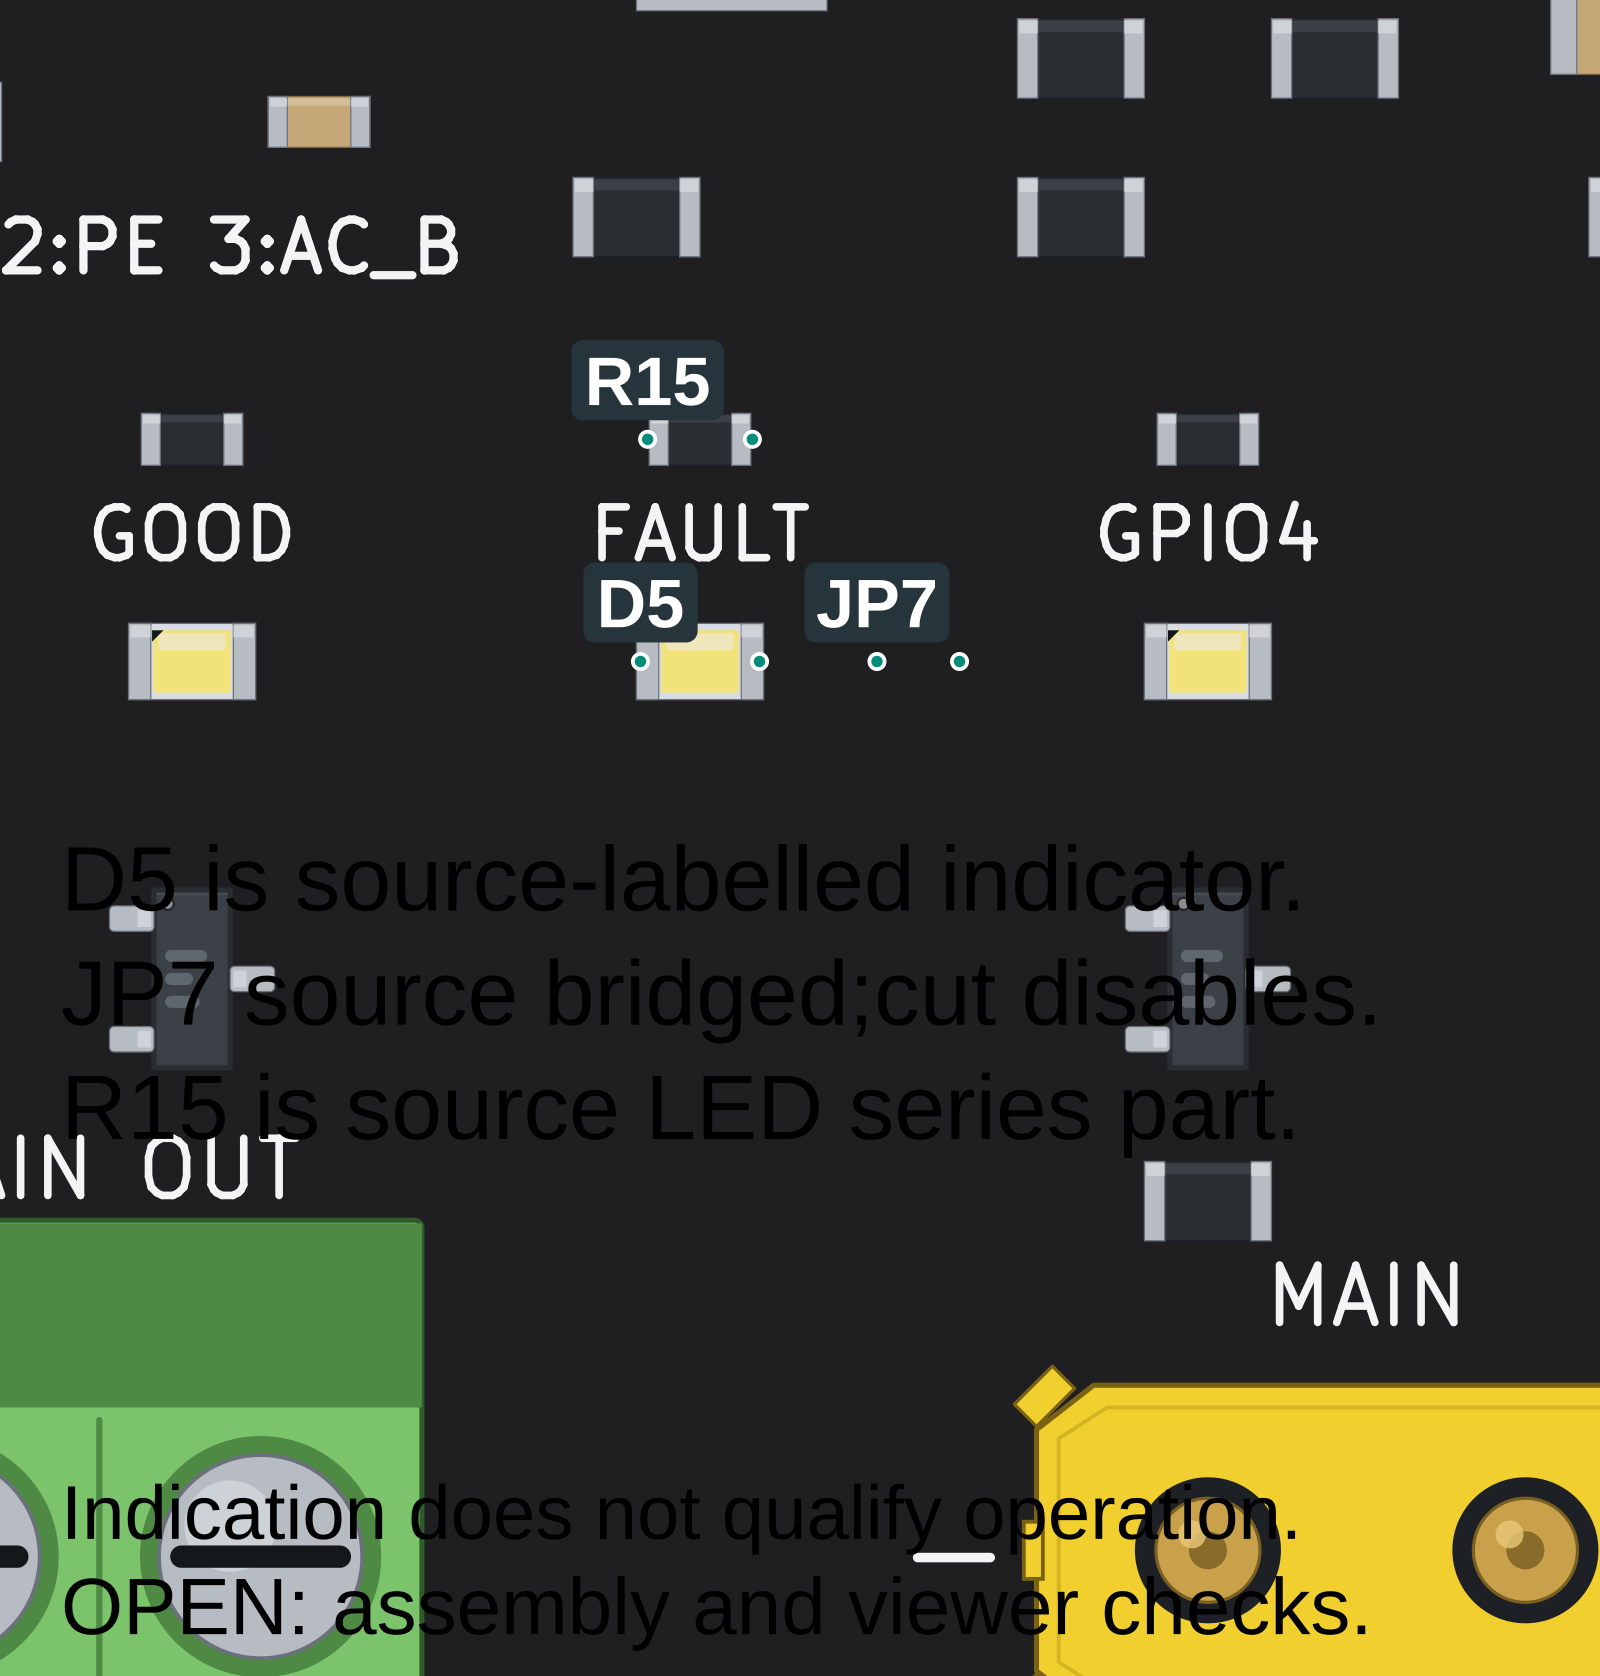 2:PE 3:AC_B
R15
GOOD FAULT GPIO4
D5 JP7
D5 is source-labelled indicator.
JP7 source bridged;cut disables.
R15 is source LED series part.
AIN OUT
MAIN
Indication does not qualify operation.
OPEN: assembly and viewer checks.